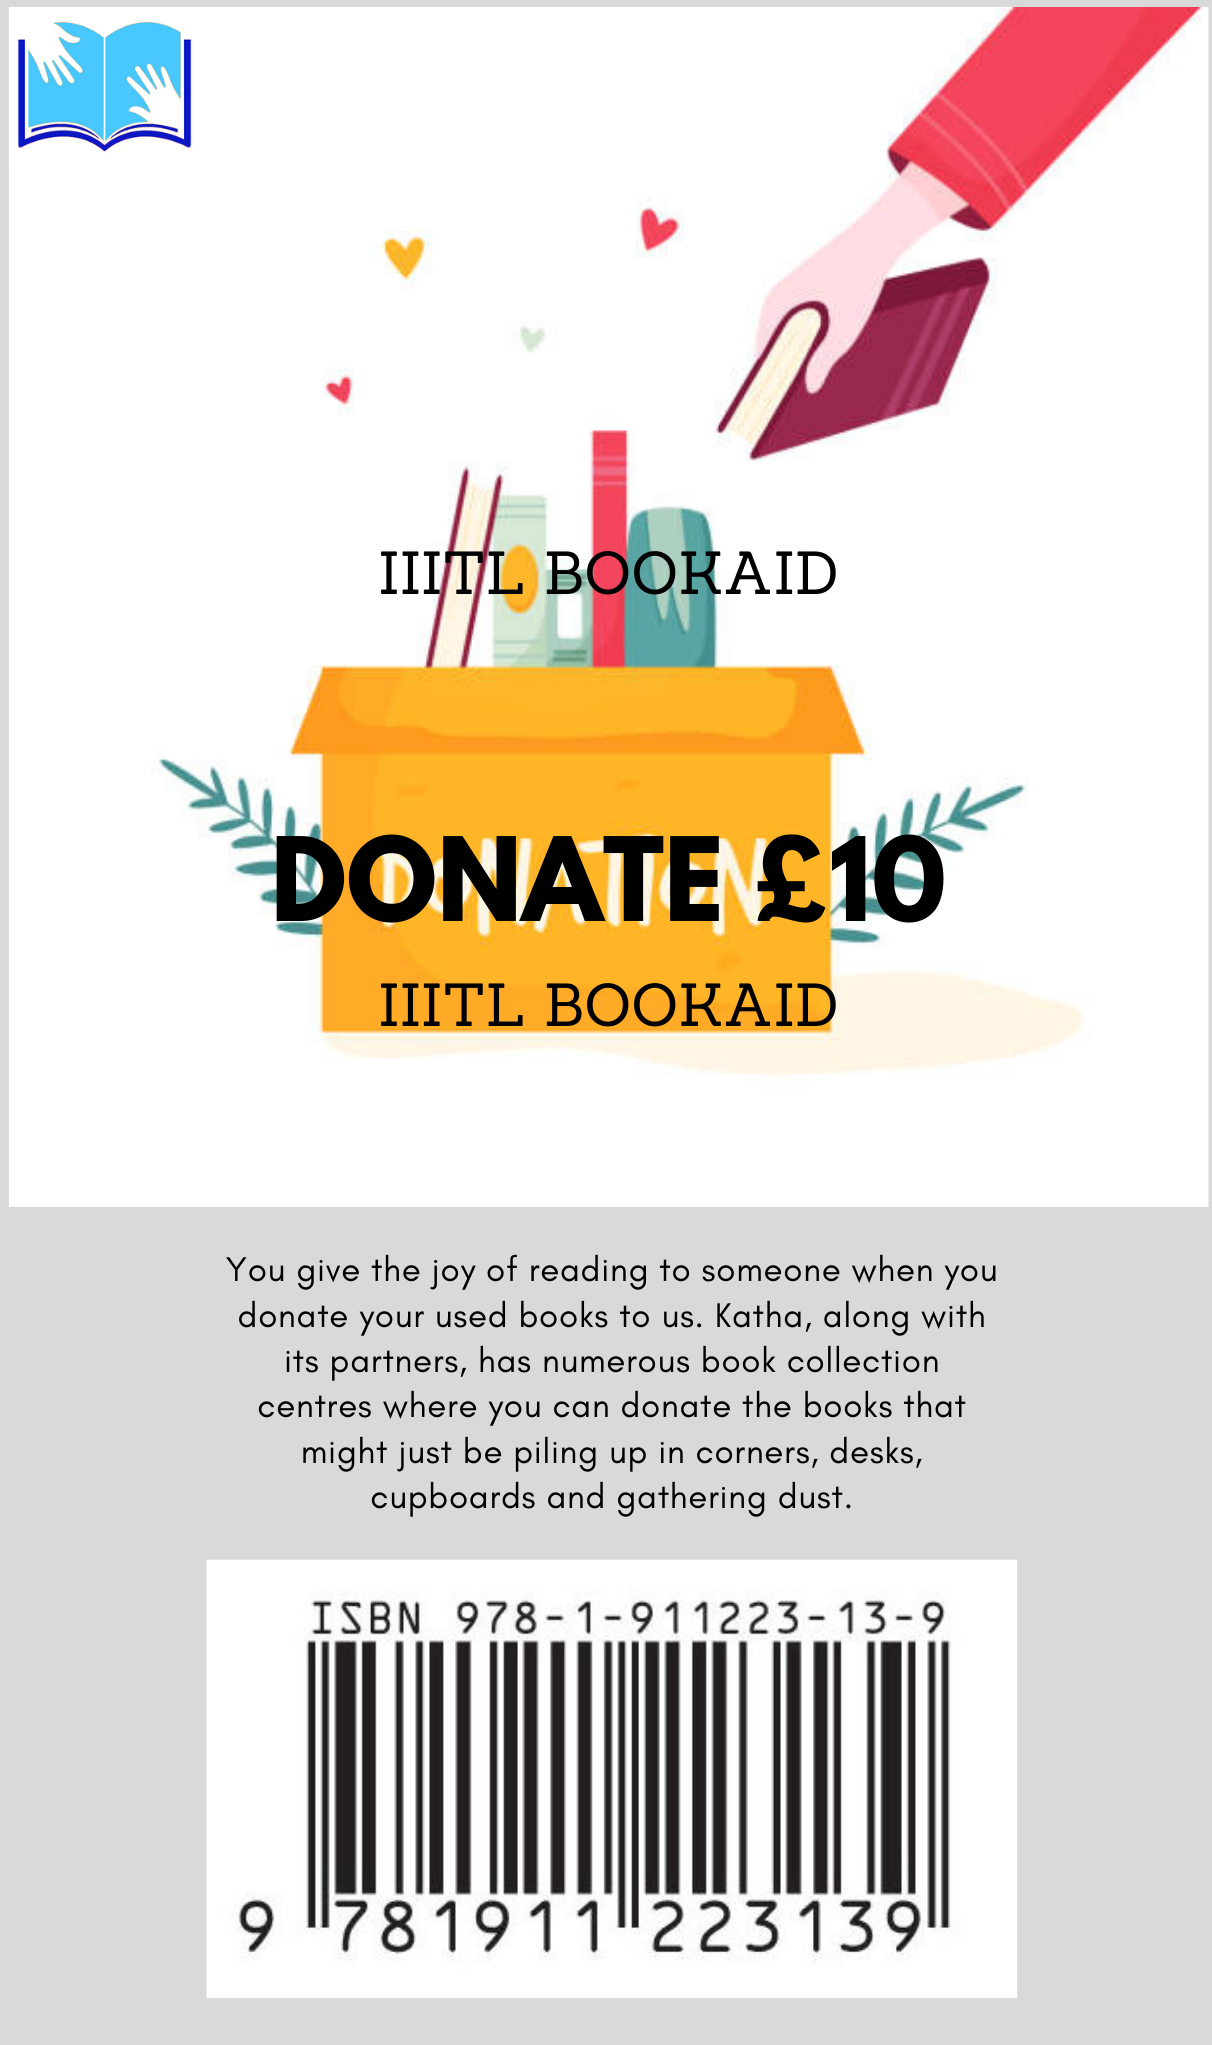 IIITL BOOKAID
DONATION
DONATE £10
IIITL BOOKAID
You give the joy of reading to someone when you
donate your used books to us. Katha, along with
its partners, has numerous book collection
centres where you can donate the books that
might just be piling up in corners, desks,
cupboards and gathering dust.
ISBN 978-1-911223-13-9
9 781911 223139